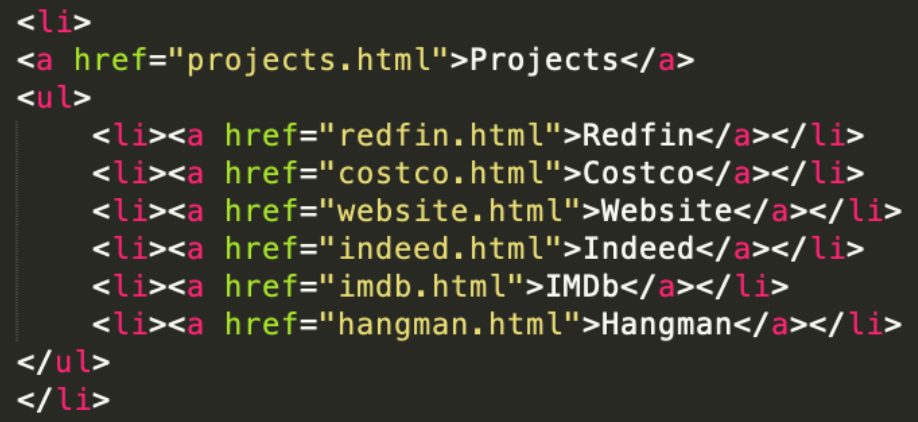 <li>
<a href="projects.html">Projects</a>
<ul>
    <li><a href="redfin.html">Redfin</a></li>
    <li><a href="costco.html">Costco</a></li>
    <li><a href="website.html">Website</a></li>
    <li><a href="indeed.html">Indeed</a></li>
    <li><a href="imdb.html">IMDb</a></li>
    <li><a href="hangman.html">Hangman</a></li>
</ul>
</li>